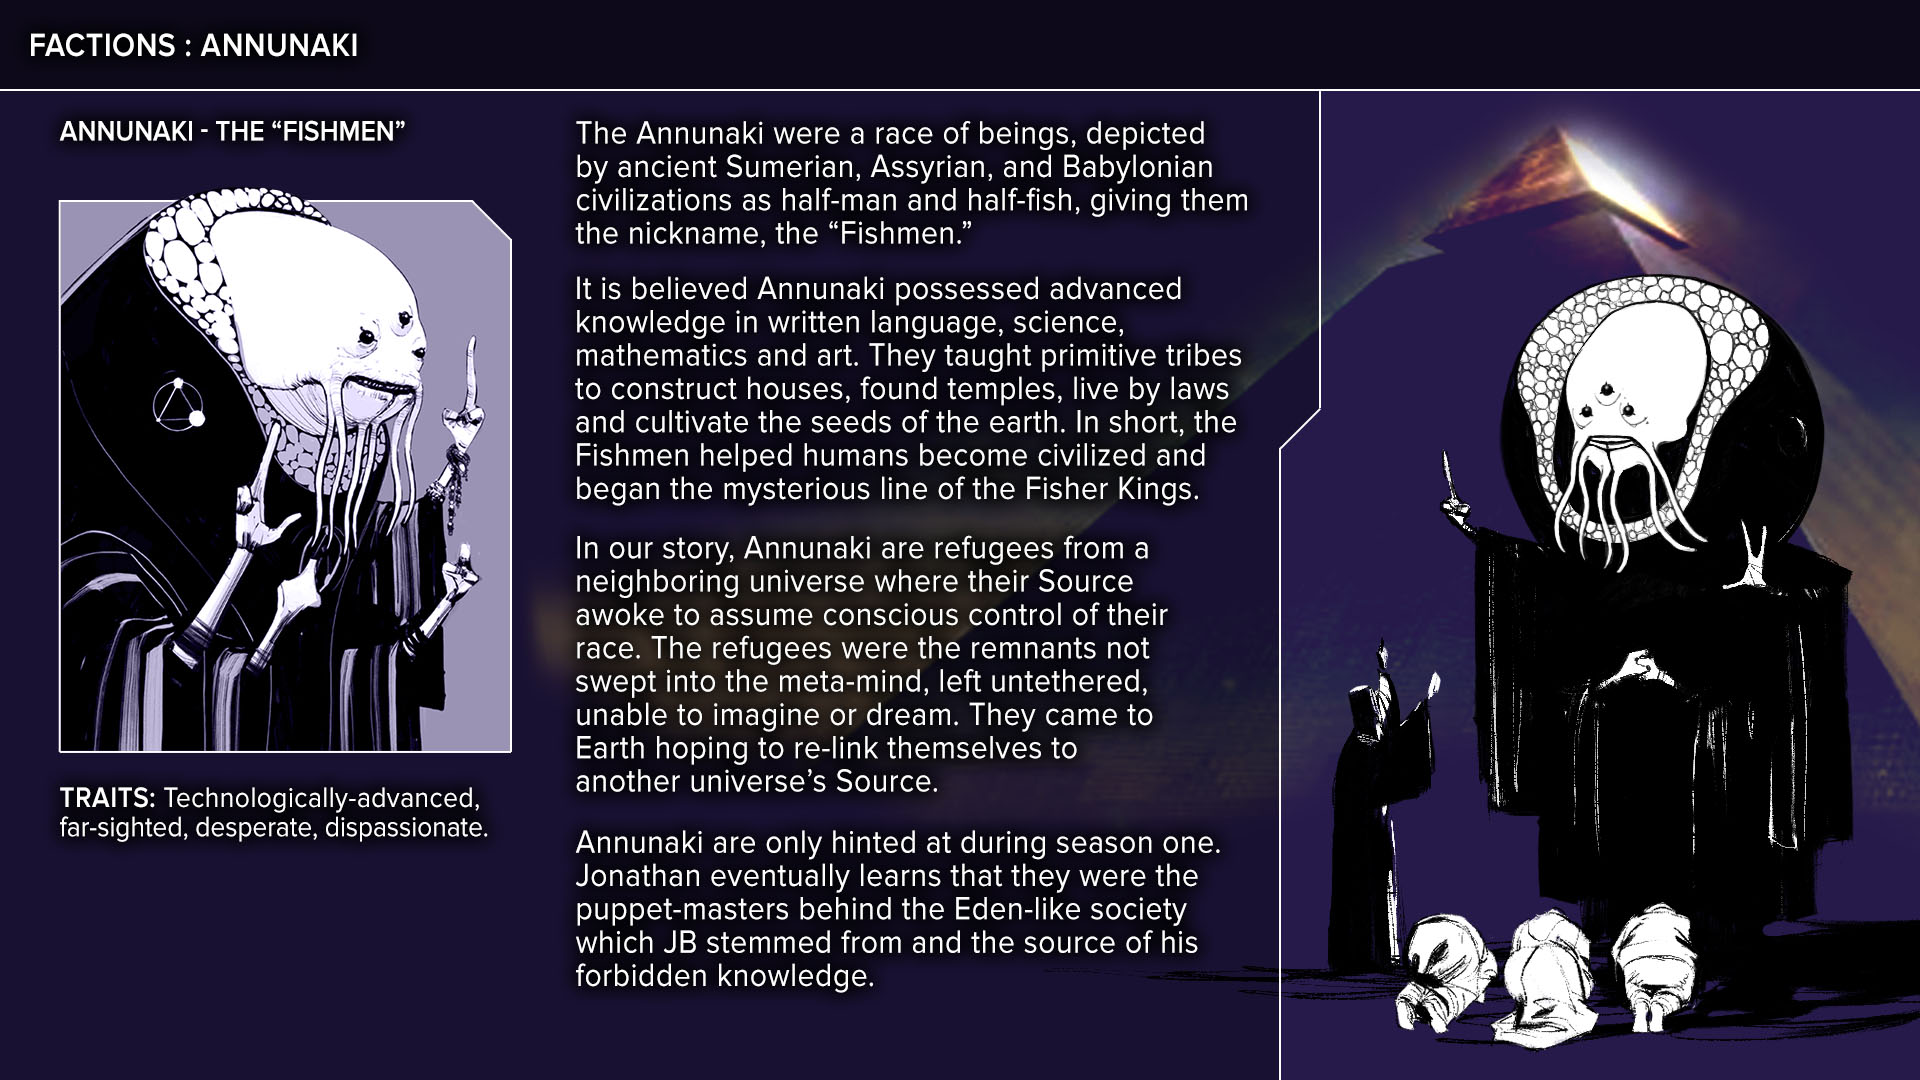 FACTIONS : ANNUNAKI
ANNUNAKI - THE “FISHMEN”
TRAITS: Technologically-advanced,
far-sighted, desperate, dispassionate.
The Annunaki were a race of beings, depicted
by ancient Sumerian, Assyrian, and Babylonian
civilizations as half-man and half-fish, giving them
the nickname, the “Fishmen.”
It is believed Annunaki possessed advanced
knowledge in written language, science,
mathematics and art. They taught primitive tribes
to construct houses, found temples, live by laws
and cultivate the seeds of the earth. In short, the
Fishmen helped humans become civilized and
began the mysterious line of the Fisher Kings.
In our story, Annunaki are refugees from a
neighboring universe where their Source
awoke to assume conscious control of their
race. The refugees were the remnants not
swept into the meta-mind, left untethered,
unable to imagine or dream. They came to
Earth hoping to re-link themselves to
another universe’s Source.
Annunaki are only hinted at during season one.
Jonathan eventually learns that they were the
puppet-masters behind the Eden-like society
which JB stemmed from and the source of his
forbidden knowledge.